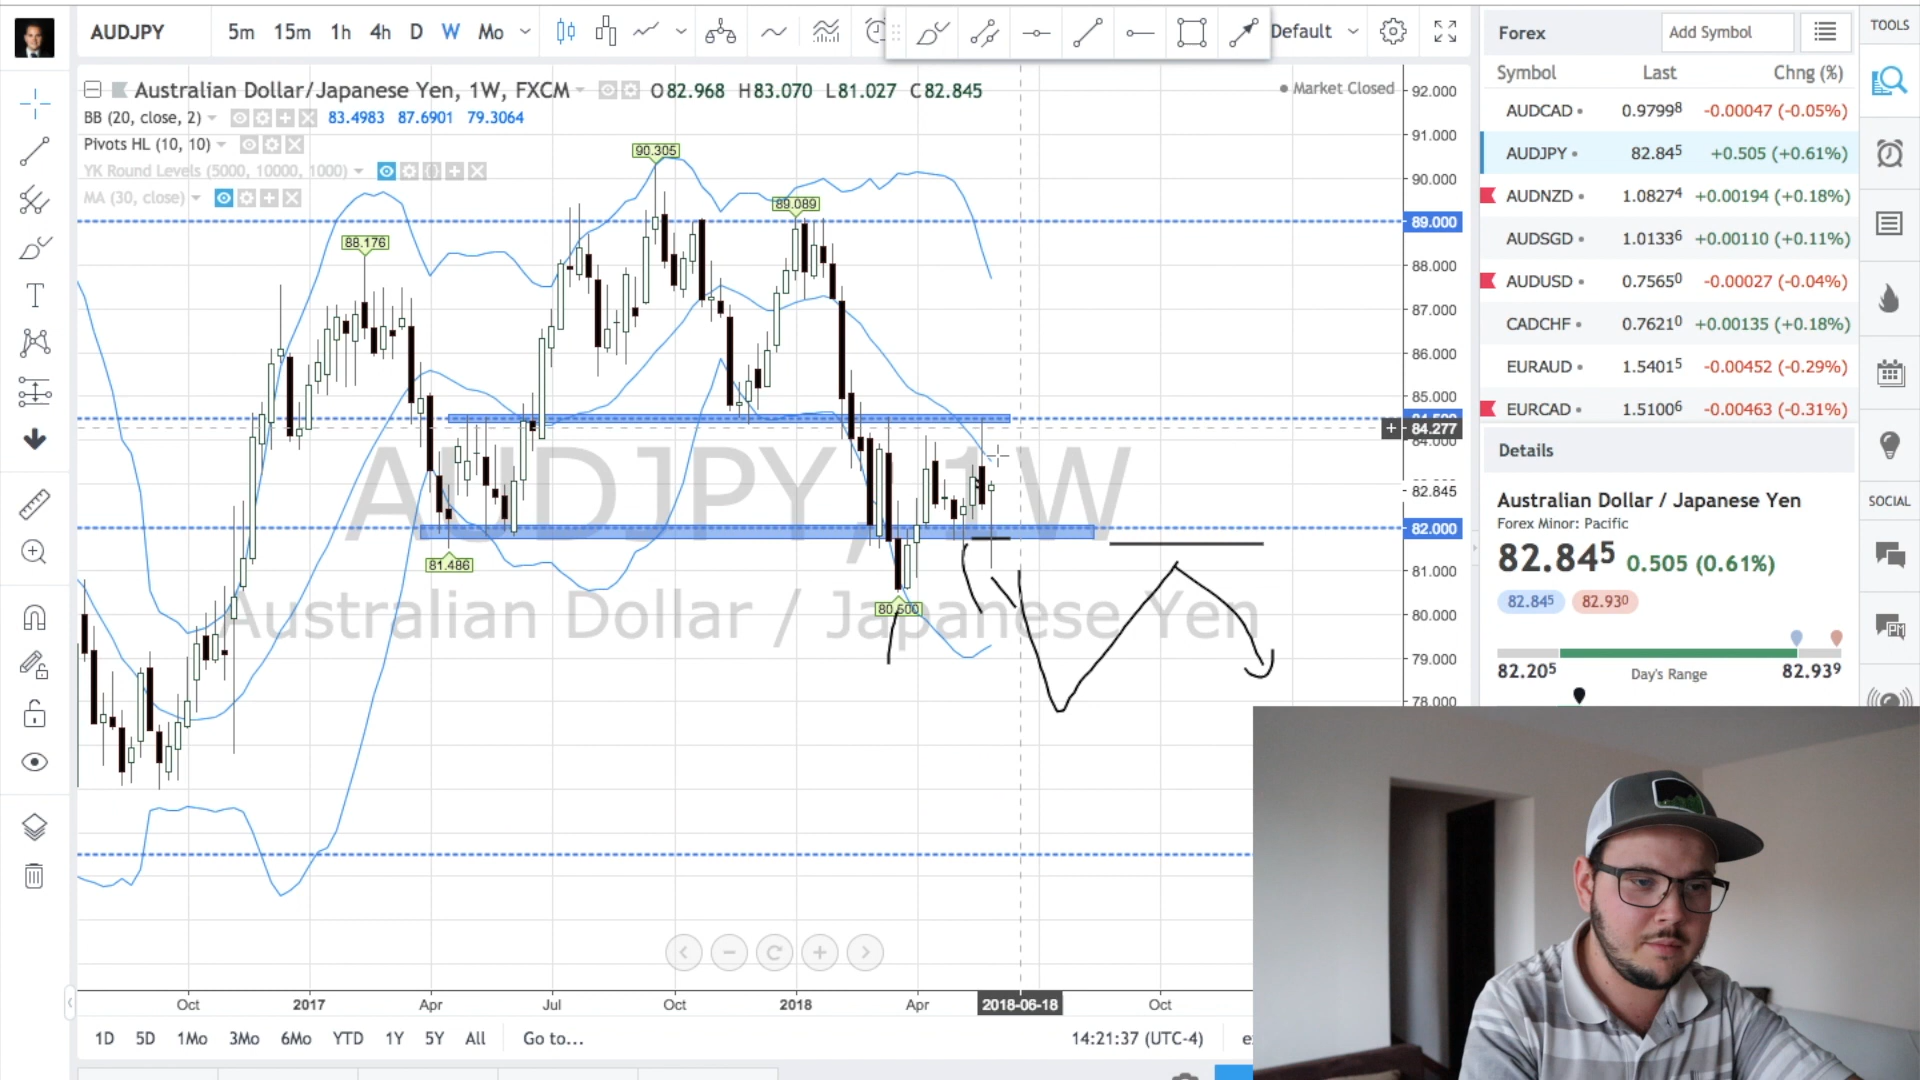 AUDJPY 5m 15m 1h 4h D W Mo Default
Australian Dollar/Japanese Yen, 1W, FXCM O82.968 H83.070 L81.027 C82.845
Market Closed
BB (20, close, 2) 83.4983 87.6901 79.3064
Pivots HL (10, 10)
YK Round Levels (5000, 10000, 1000)
MA (30, close)
90.305
89.089
88.176
81.486
80.500
AUDJPY, 1W
Australian Dollar / Japanese Yen
92.000
91.000
90.000
89.000
88.000
87.000
86.000
85.000
84.277
84.000
82.845
82.000
81.000
80.000
79.000
78.000
Oct 2017 Apr Jul Oct 2018 Apr 2018-06-18 Oct
1D 5D 1Mo 3Mo 6Mo YTD 1Y 5Y All Go to... 14:21:37 (UTC-4)
Forex Add Symbol
Symbol Last Chng (%)
AUDCAD 0.97998 -0.00047 (-0.05%)
AUDJPY 82.845 +0.505 (+0.61%)
AUDNZD 1.08274 +0.00194 (+0.18%)
AUDSGD 1.01336 +0.00110 (+0.11%)
AUDUSD 0.75650 -0.00027 (-0.04%)
CADCHF 0.76210 +0.00135 (+0.18%)
EURAUD 1.54015 -0.00452 (-0.29%)
EURCAD 1.51006 -0.00463 (-0.31%)
Details
Australian Dollar / Japanese Yen
Forex Minor: Pacific
82.845 0.505 (0.61%)
82.845 82.930
82.205 Day's Range 82.939
TOOLS
SOCIAL
PM